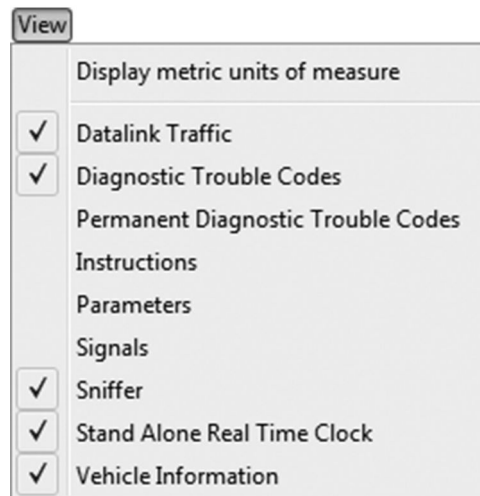 View
Display metric units of measure
Datalink Traffic
Diagnostic Trouble Codes
Permanent Diagnostic Trouble Codes
Instructions
Parameters
Signals
Sniffer
Stand Alone Real Time Clock
Vehicle Information